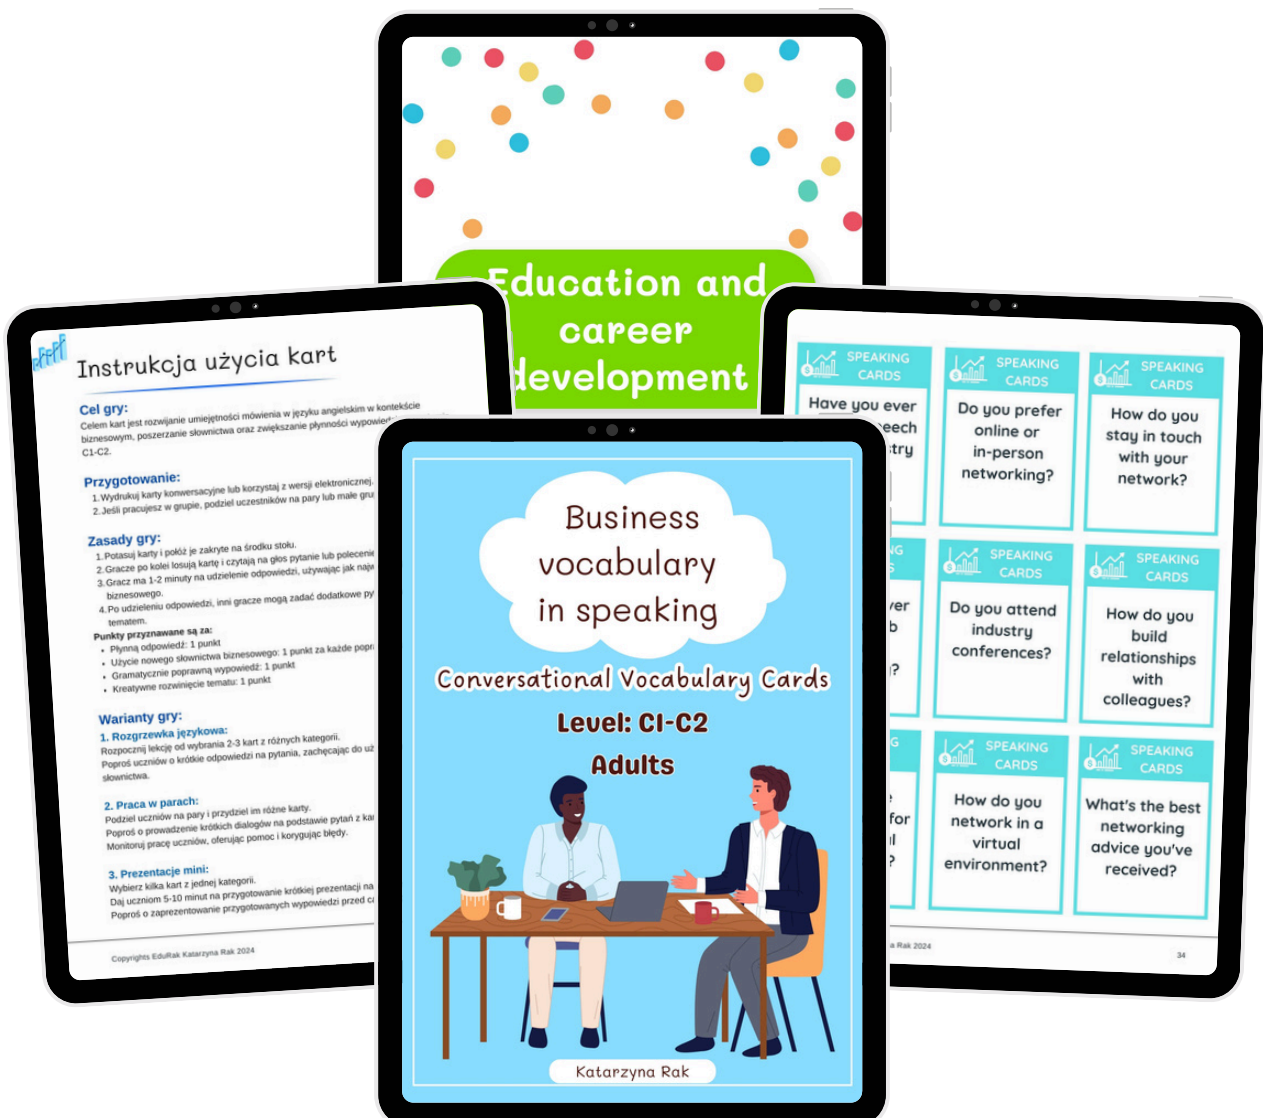 Education and
career
development
Instrukcja użycia kart
Cel gry:
Celem kart jest rozwijanie umiejętności mówienia w języku angielskim w kontekście
biznesowym, poszerzanie słownictwa oraz zwiększanie płynności
C1-C2.
Przygotowanie:
1. Wydrukuj karty konwersacyjne lub korzystaj z wersji elektronicznej.
2. Jeśli pracujesz w grupie, podziel uczestników na pary lub małe
Zasady gry:
1. Potasuj karty i połóż je zakryte na środku stołu.
2. Gracze po kolei losują kartę i czytają na głos pytanie lub
3. Gracz ma 1-2 minuty na udzielenie odpowiedzi, używając jak
biznesowego.
4. Po udzieleniu odpowiedzi, inni gracze mogą zadać dodatkowe
tematem.
Punkty przyznawane są za:
• Płynną odpowiedź: 1 punkt
• Użycie nowego słownictwa biznesowego: 1 punkt za każde
• Gramatycznie poprawną wypowiedź: 1 punkt
• Kreatywne rozwinięcie tematu: 1 punkt
Warianty gry:
1. Rozgrzewka językowa:
Rozpocznij lekcję od wybrania 2-3 kart z różnych kategorii.
Poproś uczniów o krótkie odpowiedzi na pytania, zachęcając do
słownictwa.
2. Praca w parach:
Podziel uczniów na pary i przydziel im różne karty.
Poproś o prowadzenie krótkich dialogów na podstawie pytań z
Monitoruj pracę uczniów, oferując pomoc i korygując błędy.
3. Prezentacje mini:
Wybierz kilka kart z jednej kategorii.
Daj uczniom 5-10 minut na przygotowanie krótkiej prezentacji na
Poproś o zaprezentowanie przygotowanych wypowiedzi przed
Copyrights EduRak Katarzyna Rak 2024
Business
vocabulary
in speaking
Conversational Vocabulary Cards
Level: C1-C2
Adults
Katarzyna Rak
SPEAKING
CARDS
Have you ever
SPEAKING
CARDS
Do you prefer
online or
in-person
networking?
SPEAKING
CARDS
How do you
stay in touch
with your
network?
SPEAKING
CARDS
Do you attend
industry
conferences?
SPEAKING
CARDS
How do you
build
relationships
with
colleagues?
for
SPEAKING
CARDS
How do you
network in a
virtual
environment?
SPEAKING
CARDS
What's the best
networking
advice you've
received?
Rak 2024
34